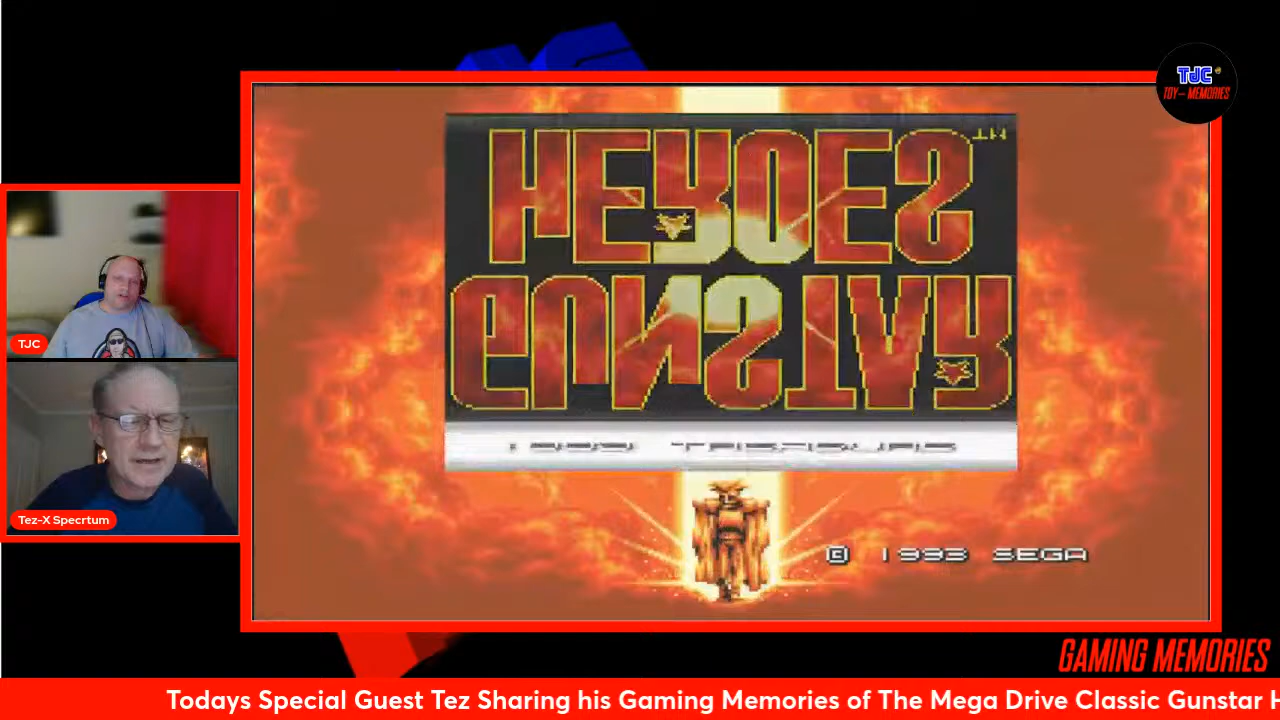 TJC
TOY-MEMORIES
HEROES TM
GUNSTAR
TJC
Tez-X Specrtum
© 1993 SEGA
GAMING MEMORIES
Todays Special Guest Tez Sharing his Gaming Memories of The Mega Drive Classic Gunstar H